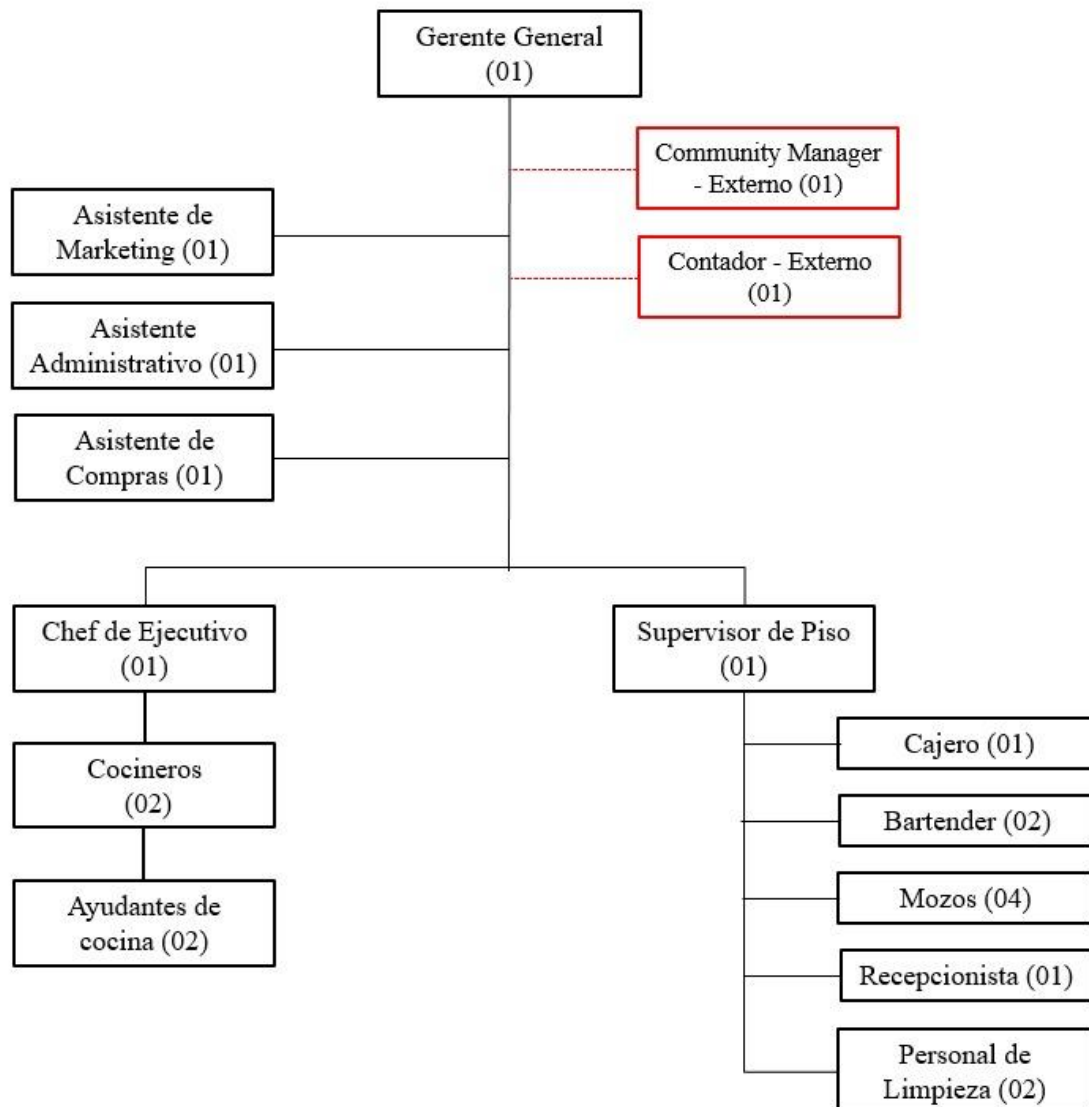 Gerente General
(01)
Community Manager
- Externo (01)
Asistente de
Marketing (01)
Contador - Externo
(01)
Asistente
Administrativo (01)
Asistente de
Compras (01)
Chef de Ejecutivo
(01)
Supervisor de Piso
(01)
Cocineros
(02)
Ayudantes de
cocina (02)
Cajero (01)
Bartender (02)
Mozos (04)
Recepcionista (01)
Personal de
Limpieza (02)